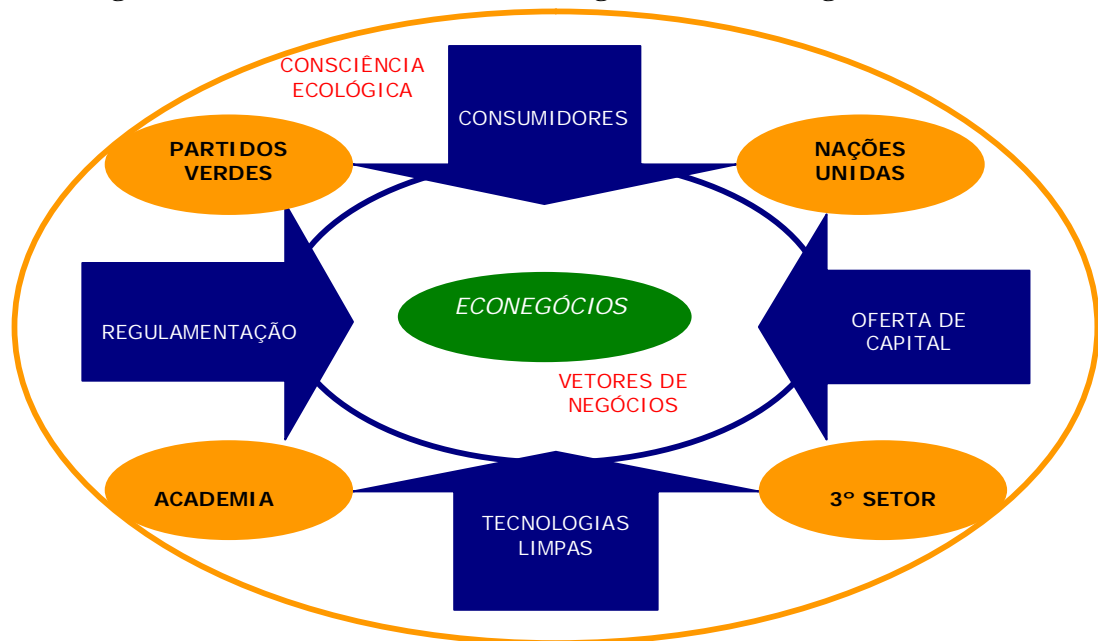 CONSCIÊNCIA
ECOLÓGICA
CONSUMIDORES
PARTIDOS
VERDES
NAÇÕES
UNIDAS
ECONEGÓCIOS
REGULAMENTAÇÃO
OFERTA DE
CAPITAL
VETORES DE
NEGÓCIOS
ACADEMIA
3º SETOR
TECNOLOGIAS
LIMPAS